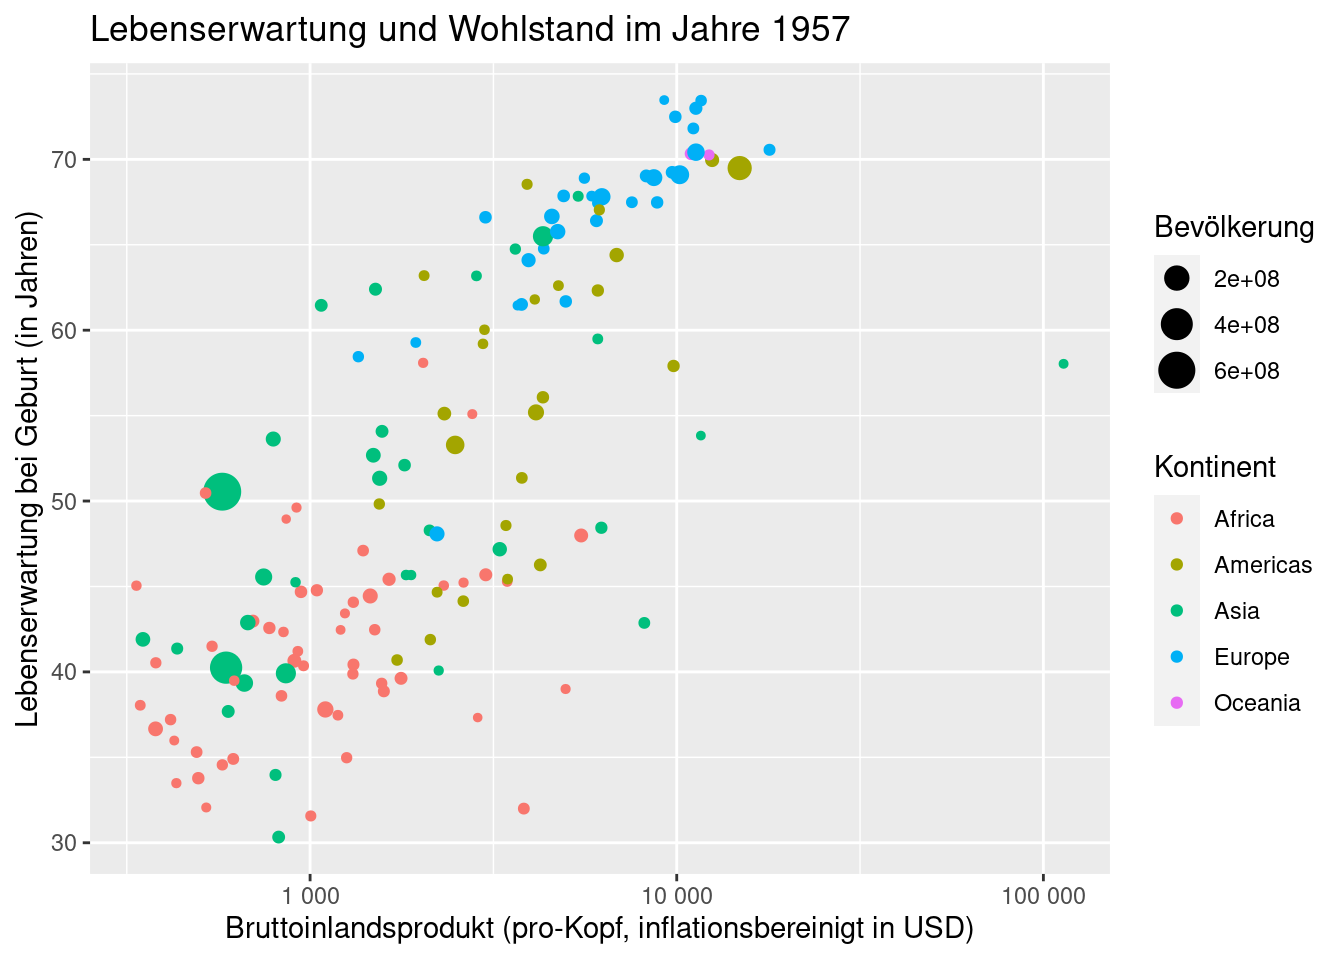 Lebenserwartung und Wohlstand im Jahre 1957
Lebenserwartung bei Geburt (in Jahren)
70
60
50
40
30
1 000
10 000
100 000
Bruttoinlandsprodukt (pro-Kopf, inflationsbereinigt in USD)
Bevölkerung
2e+08
4e+08
6e+08
Kontinent
Africa
Americas
Asia
Europe
Oceania